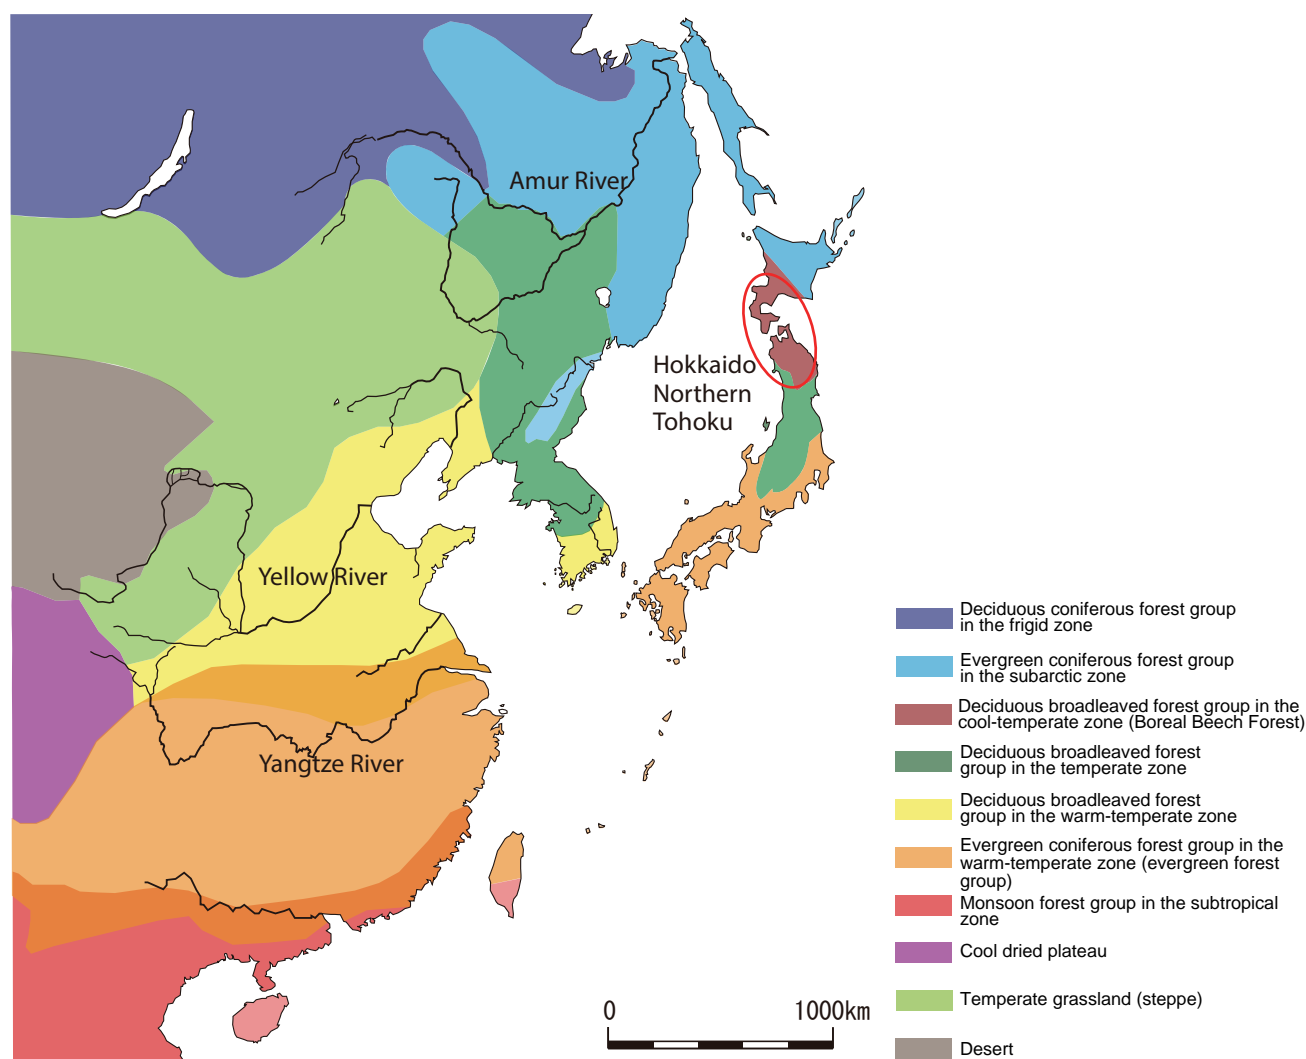 Amur River
Hokkaido
Northern
Tohoku
Yellow River
Yangtze River
Deciduous coniferous forest group
in the frigid zone
Evergreen coniferous forest group
in the subarctic zone
Deciduous broadleaved forest group in the
cool-temperate zone (Boreal Beech Forest)
Deciduous broadleaved forest
group in the temperate zone
Deciduous broadleaved forest
group in the warm-temperate zone
Evergreen coniferous forest group in the
warm-temperate zone (evergreen forest
group)
Monsoon forest group in the subtropical
zone
Cool dried plateau
Temperate grassland (steppe)
Desert
0 1000km